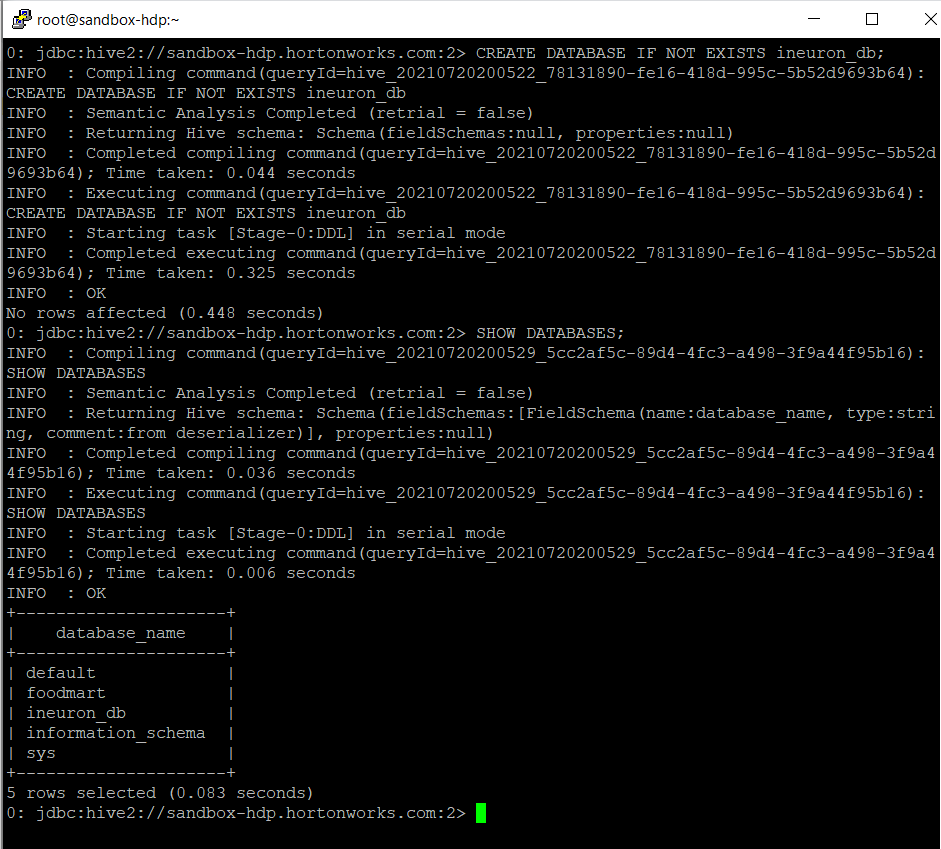 root@sandbox-hdp:~
0: jdbc:hive2://sandbox-hdp.hortonworks.com:2> CREATE DATABASE IF NOT EXISTS ineuron_db;
INFO  : Compiling command(queryId=hive_20210720200522_78131890-fe16-418d-995c-5b52d9693b64):
CREATE DATABASE IF NOT EXISTS ineuron_db
INFO  : Semantic Analysis Completed (retrial = false)
INFO  : Returning Hive schema: Schema(fieldSchemas:null, properties:null)
INFO  : Completed compiling command(queryId=hive_20210720200522_78131890-fe16-418d-995c-5b52d
9693b64); Time taken: 0.044 seconds
INFO  : Executing command(queryId=hive_20210720200522_78131890-fe16-418d-995c-5b52d9693b64):
CREATE DATABASE IF NOT EXISTS ineuron_db
INFO  : Starting task [Stage-0:DDL] in serial mode
INFO  : Completed executing command(queryId=hive_20210720200522_78131890-fe16-418d-995c-5b52d
9693b64); Time taken: 0.325 seconds
INFO  : OK
No rows affected (0.448 seconds)
0: jdbc:hive2://sandbox-hdp.hortonworks.com:2> SHOW DATABASES;
INFO  : Compiling command(queryId=hive_20210720200529_5cc2af5c-89d4-4fc3-a498-3f9a44f95b16):
SHOW DATABASES
INFO  : Semantic Analysis Completed (retrial = false)
INFO  : Returning Hive schema: Schema(fieldSchemas:[FieldSchema(name:database_name, type:stri
ng, comment:from deserializer)], properties:null)
INFO  : Completed compiling command(queryId=hive_20210720200529_5cc2af5c-89d4-4fc3-a498-3f9a4
4f95b16); Time taken: 0.036 seconds
INFO  : Executing command(queryId=hive_20210720200529_5cc2af5c-89d4-4fc3-a498-3f9a44f95b16):
SHOW DATABASES
INFO  : Starting task [Stage-0:DDL] in serial mode
INFO  : Completed executing command(queryId=hive_20210720200529_5cc2af5c-89d4-4fc3-a498-3f9a4
4f95b16); Time taken: 0.006 seconds
INFO  : OK
+---------------------+
|    database_name    |
+---------------------+
| default             |
| foodmart            |
| ineuron_db          |
| information_schema  |
| sys                 |
+---------------------+
5 rows selected (0.083 seconds)
0: jdbc:hive2://sandbox-hdp.hortonworks.com:2>